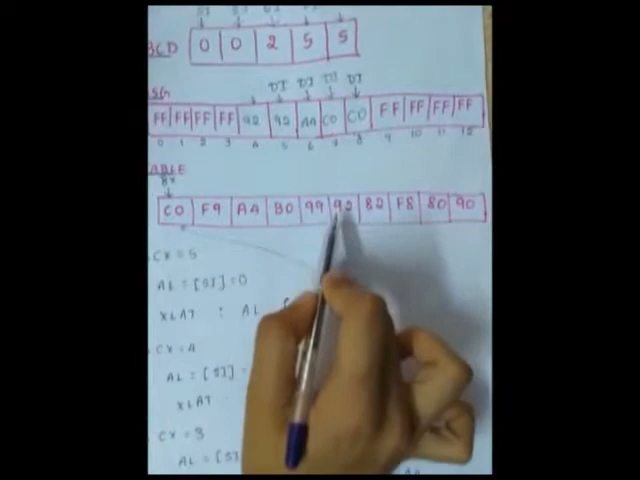 BCD 0 0 2 5 5
DI DI DI DI
SG FF FF FF FF 92 92 AA C0 C0 FF FF FF FF
0 1 2 3 4 5 6 7 8 9 10 11 12
ABLE
BX
C0 F9 AA B0 99 92 82 F8 80 90
CX = 5
AL = [SI] = 0
XLAT : AL [
CX = 4
AL = [SI] =
XLAT
CX = 3
AL = [SI